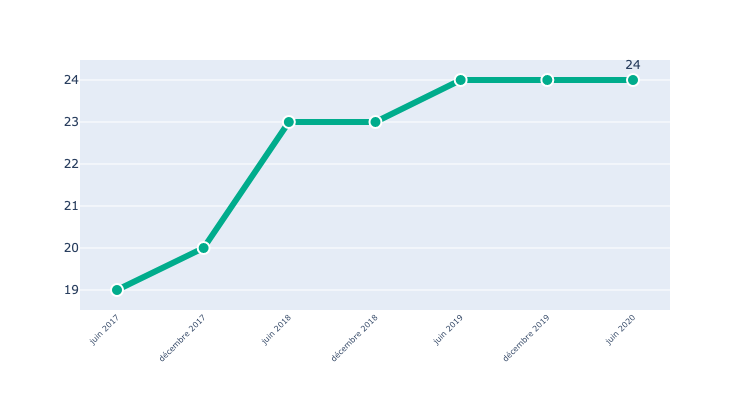 24
24
23
22
21
20
19
juin 2017
décembre 2017
juin 2018
décembre 2018
juin 2019
décembre 2019
juin 2020